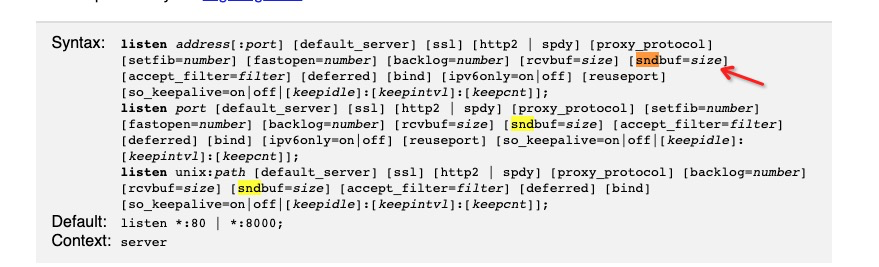 Syntax: listen address[:port] [default_server] [ssl] [http2 | spdy] [proxy_protocol]
[setfib=number] [fastopen=number] [backlog=number] [rcvbuf=size] [sndbuf=size]
[accept_filter=filter] [deferred] [bind] [ipv6only=on|off] [reuseport]
[so_keepalive=on|off|[keepidle]:[keepintvl]:[keepcnt]];
listen port [default_server] [ssl] [http2 | spdy] [proxy_protocol] [setfib=number]
[fastopen=number] [backlog=number] [rcvbuf=size] [sndbuf=size] [accept_filter=filter]
[deferred] [bind] [ipv6only=on|off] [reuseport] [so_keepalive=on|off|[keepidle]:
[keepintvl]:[keepcnt]];
listen unix:path [default_server] [ssl] [http2 | spdy] [proxy_protocol] [backlog=number]
[rcvbuf=size] [sndbuf=size] [accept_filter=filter] [deferred] [bind]
[so_keepalive=on|off|[keepidle]:[keepintvl]:[keepcnt]];
Default: listen *:80 | *:8000;
Context: server